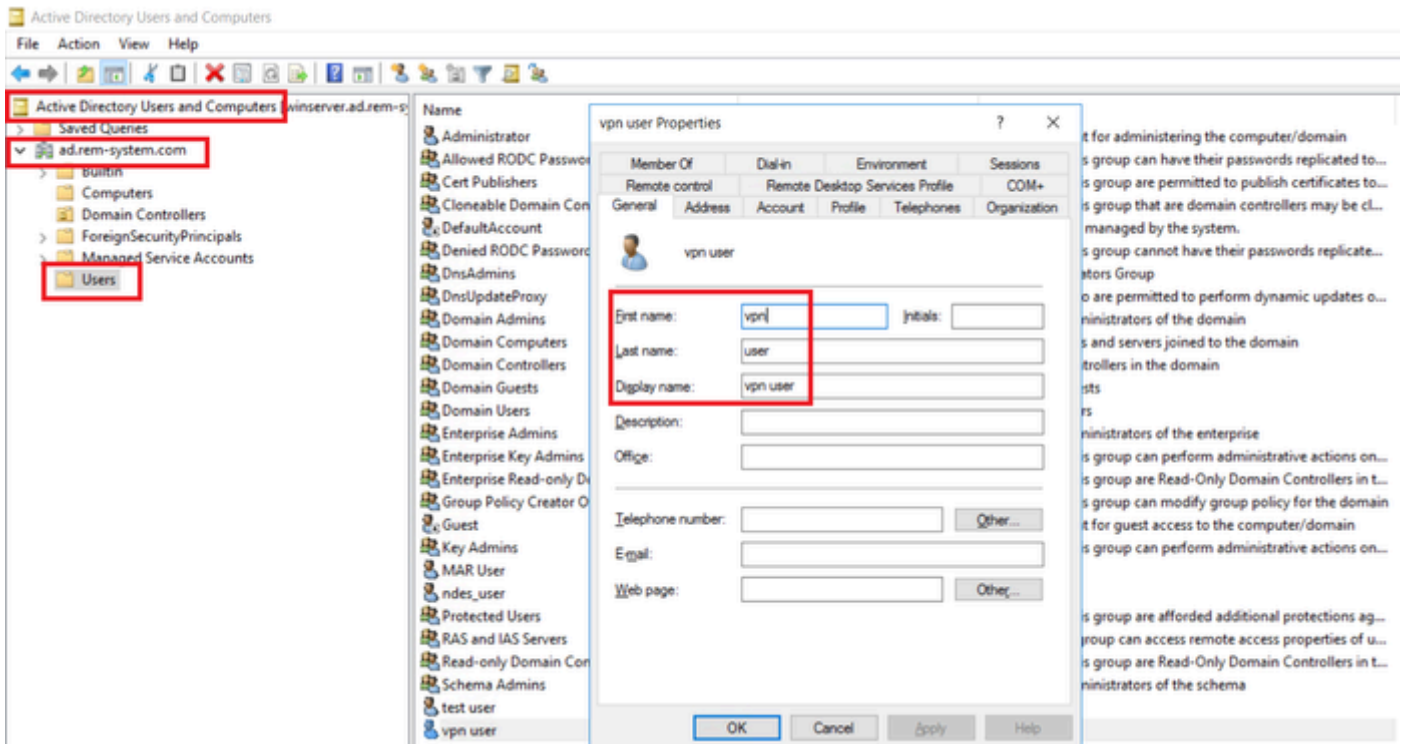 Active Directory Users and Computers
File Action View Help
Active Directory Users and Computers [winserver.ad.rem-sy
Saved Queries
ad.rem-system.com
Builtin
Computers
Domain Controllers
ForeignSecurityPrincipals
Managed Service Accounts
Users
Name
Administrator
Allowed RODC Passwor
Cert Publishers
Cloneable Domain Con
DefaultAccount
Denied RODC Password
DnsAdmins
DnsUpdateProxy
Domain Admins
Domain Computers
Domain Controllers
Domain Guests
Domain Users
Enterprise Admins
Enterprise Key Admins
Enterprise Read-only Do
Group Policy Creator O
Guest
Key Admins
MAR User
ndes_user
Protected Users
RAS and IAS Servers
Read-only Domain Con
Schema Admins
test user
vpn user
vpn user Properties ? ×
Member Of Dial-in Environment Sessions
Remote control Remote Desktop Services Profile COM+
General Address Account Profile Telephones Organization
vpn user
First name: vpn Initials:
Last name: user
Display name: vpn user
Description:
Office:
Telephone number: Other...
E-mail:
Web page: Other...
OK Cancel Apply Help
t for administering the computer/domain
s group can have their passwords replicated to...
is group are permitted to publish certificates to...
is group that are domain controllers may be cl...
managed by the system.
s group cannot have their passwords replicate...
ators Group
o are permitted to perform dynamic updates o...
ministrators of the domain
s and servers joined to the domain
trollers in the domain
sts
rs
ministrators of the enterprise
s group can perform administrative actions on...
is group are Read-Only Domain Controllers in t...
s group can modify group policy for the domain
t for guest access to the computer/domain
is group can perform administrative actions on...
is group are afforded additional protections ag...
group can access remote access properties of u...
is group are Read-Only Domain Controllers in t...
ministrators of the schema